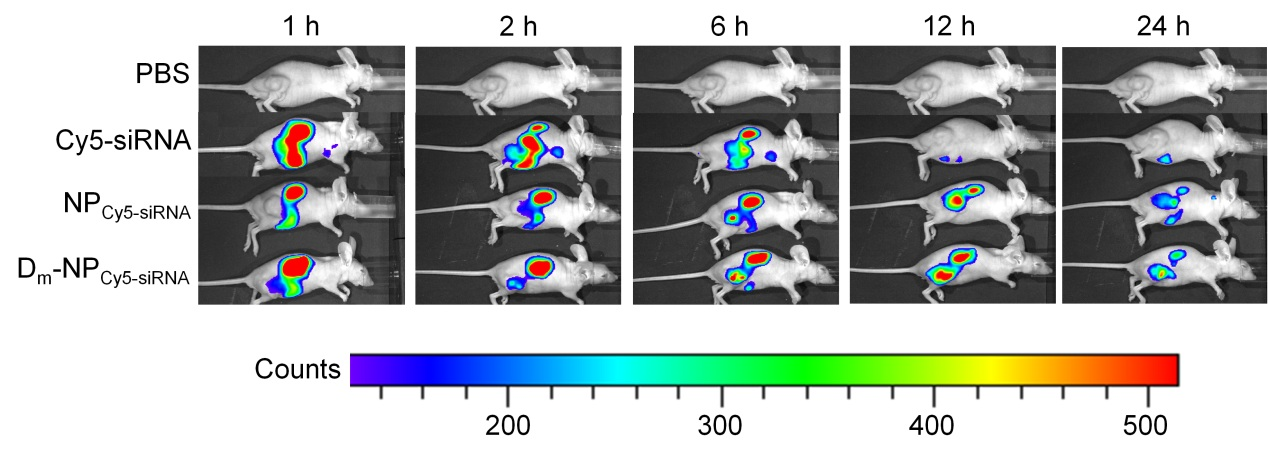 1 h 2 h 6 h 12 h 24 h
PBS
Cy5-siRNA
NPCy5-siRNA
Dm-NPCy5-siRNA
Counts
200 300 400 500